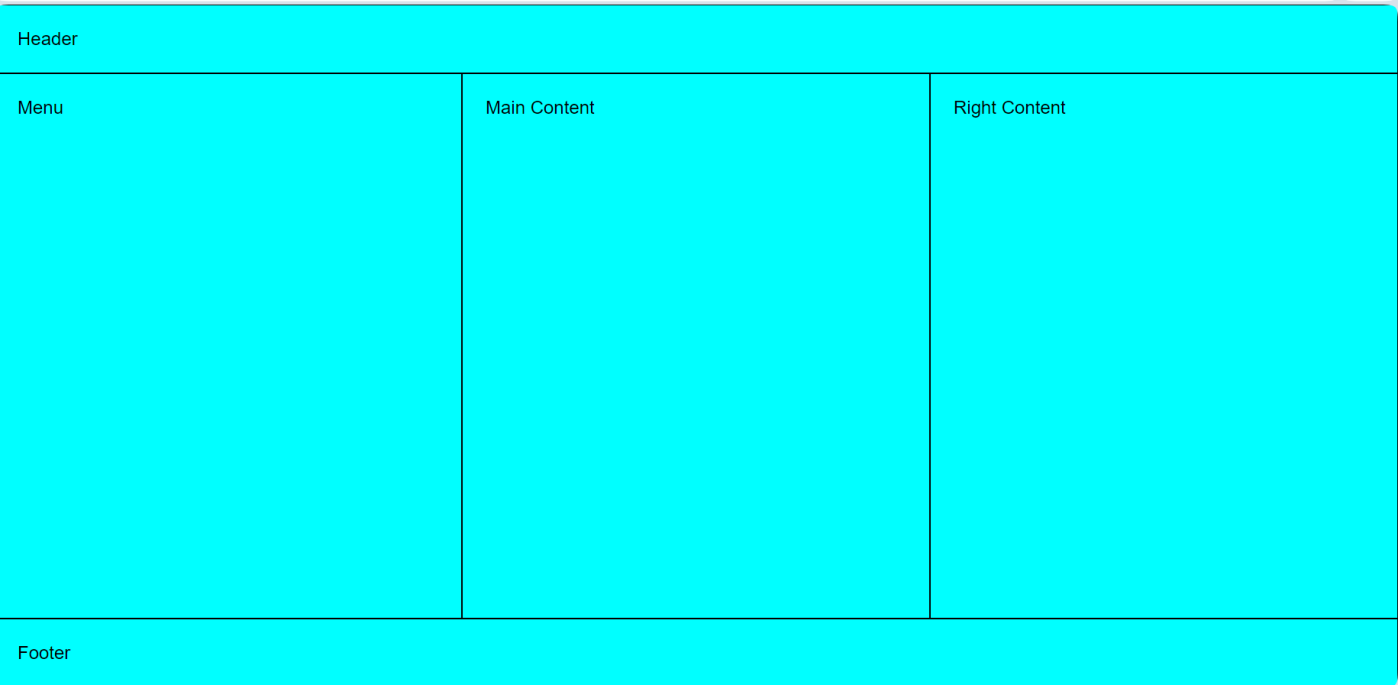 Header
Menu
Main Content
Right Content
Footer